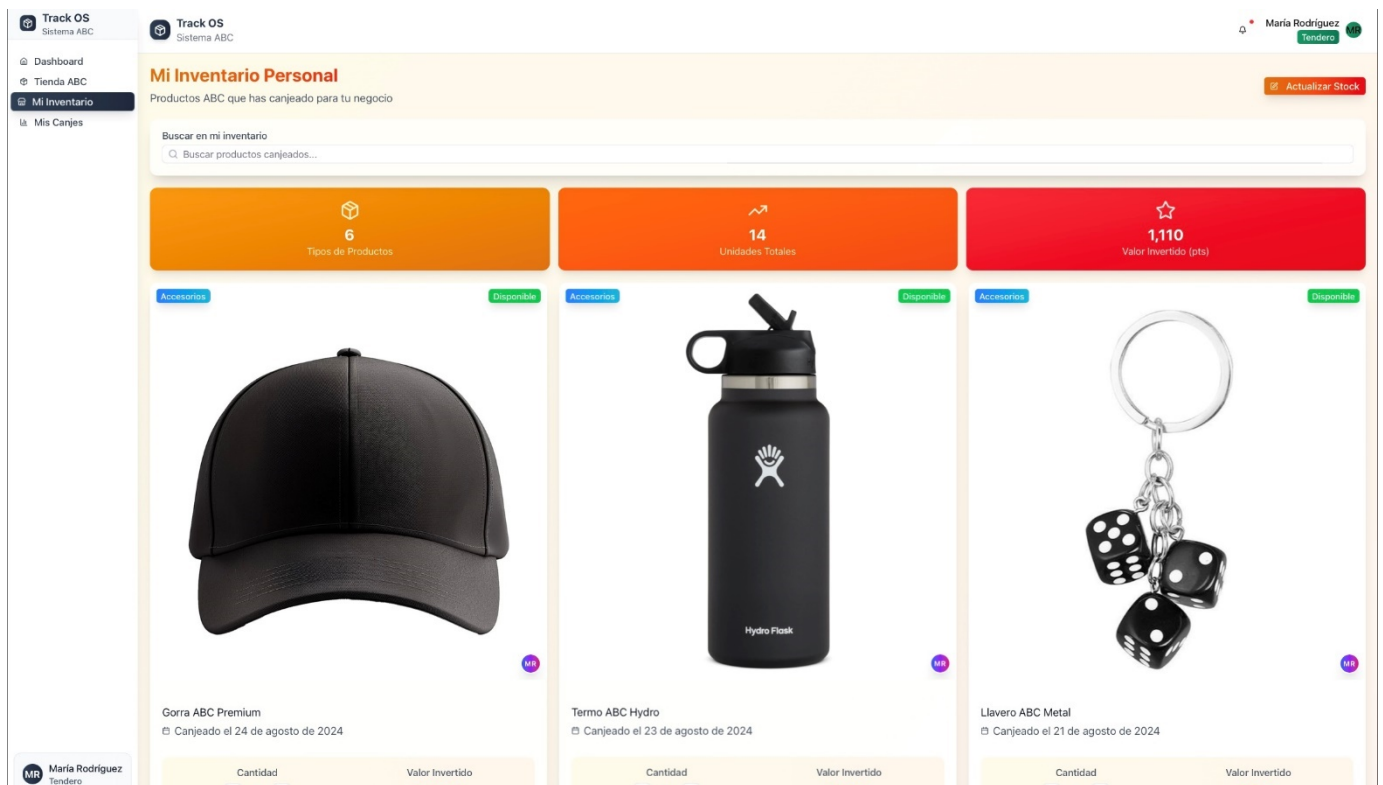 Track OS
Sistema ABC
Dashboard
Tienda ABC
Mi Inventario
Mis Canjes
MR
María Rodríguez
Tendero
Track OS
Sistema ABC
María Rodríguez
Tendero
MR
Mi Inventario Personal
Productos ABC que has canjeado para tu negocio
Actualizar Stock
Buscar en mi inventario
Buscar productos canjeados...
6
Tipos de Productos
14
Unidades Totales
1,110
Valor Invertido (pts)
Accesorios
Disponible
MR
Gorra ABC Premium
Canjeado el 24 de agosto de 2024
Cantidad
Valor Invertido
Accesorios
Disponible
Hydro Flask
MR
Termo ABC Hydro
Canjeado el 23 de agosto de 2024
Cantidad
Valor Invertido
Accesorios
Disponible
MR
Llavero ABC Metal
Canjeado el 21 de agosto de 2024
Cantidad
Valor Invertido